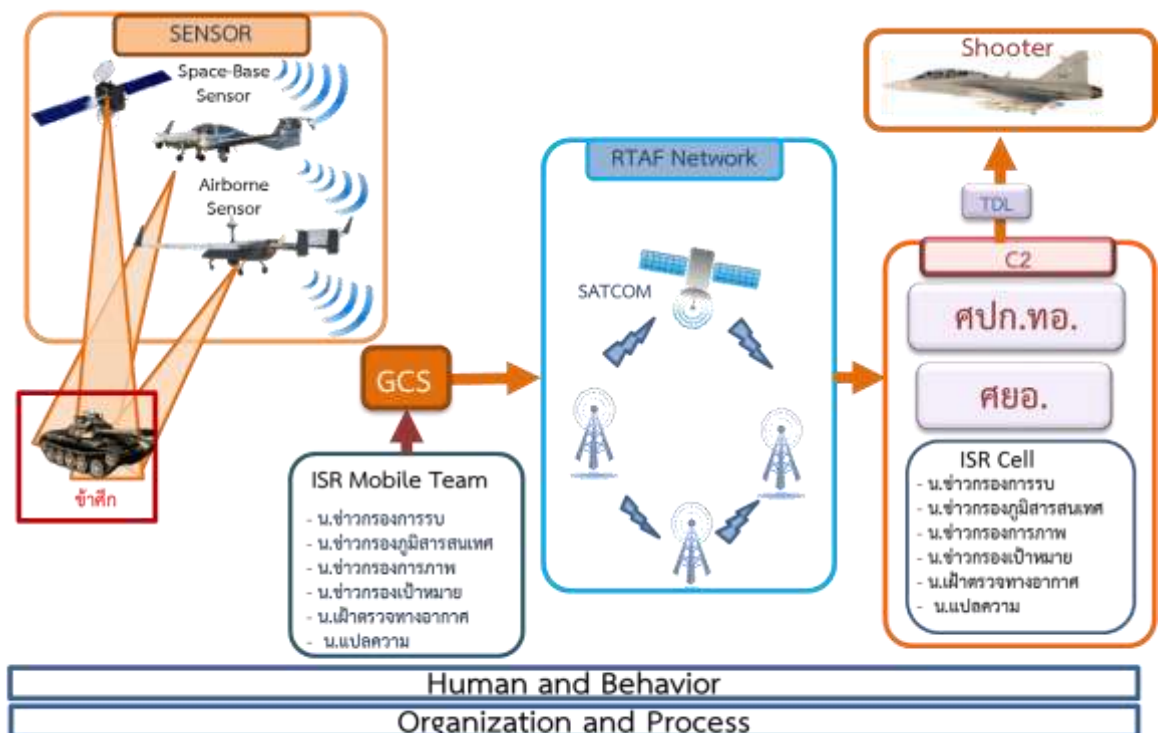 SENSOR
Space-Base
Sensor
Airborne
Sensor
ข้าศึก
GCS
ISR Mobile Team
- น.ข่าวกรองการรบ
- น.ข่าวกรองภูมิสารสนเทศ
- น.ข่าวกรองการภาพ
- น.ข่าวกรองเป้าหมาย
- น.เฝ้าตรวจทางอากาศ
- น.แปลความ
RTAF Network
SATCOM
Shooter
TDL
C2
ศปก.ทอ.
ศยอ.
ISR Cell
- น.ข่าวกรองการรบ
- น.ข่าวกรองภูมิสารสนเทศ
- น.ข่าวกรองการภาพ
- น.ข่าวกรองเป้าหมาย
- น.เฝ้าตรวจทางอากาศ
- น.แปลความ
Human and Behavior
Organization and Process